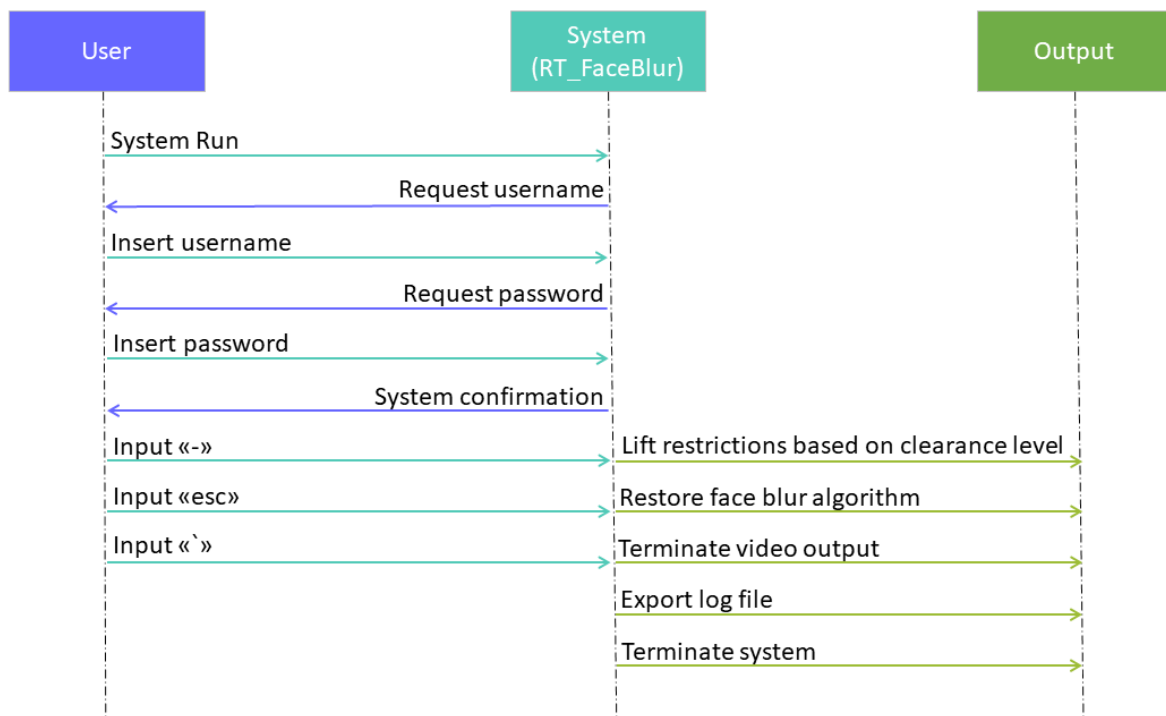 User
System
(RT_FaceBlur)
Output
System Run
Request username
Insert username
Request password
Insert password
System confirmation
Input «-»
Lift restrictions based on clearance level
Input «esc»
Restore face blur algorithm
Input «`»
Terminate video output
Export log file
Terminate system